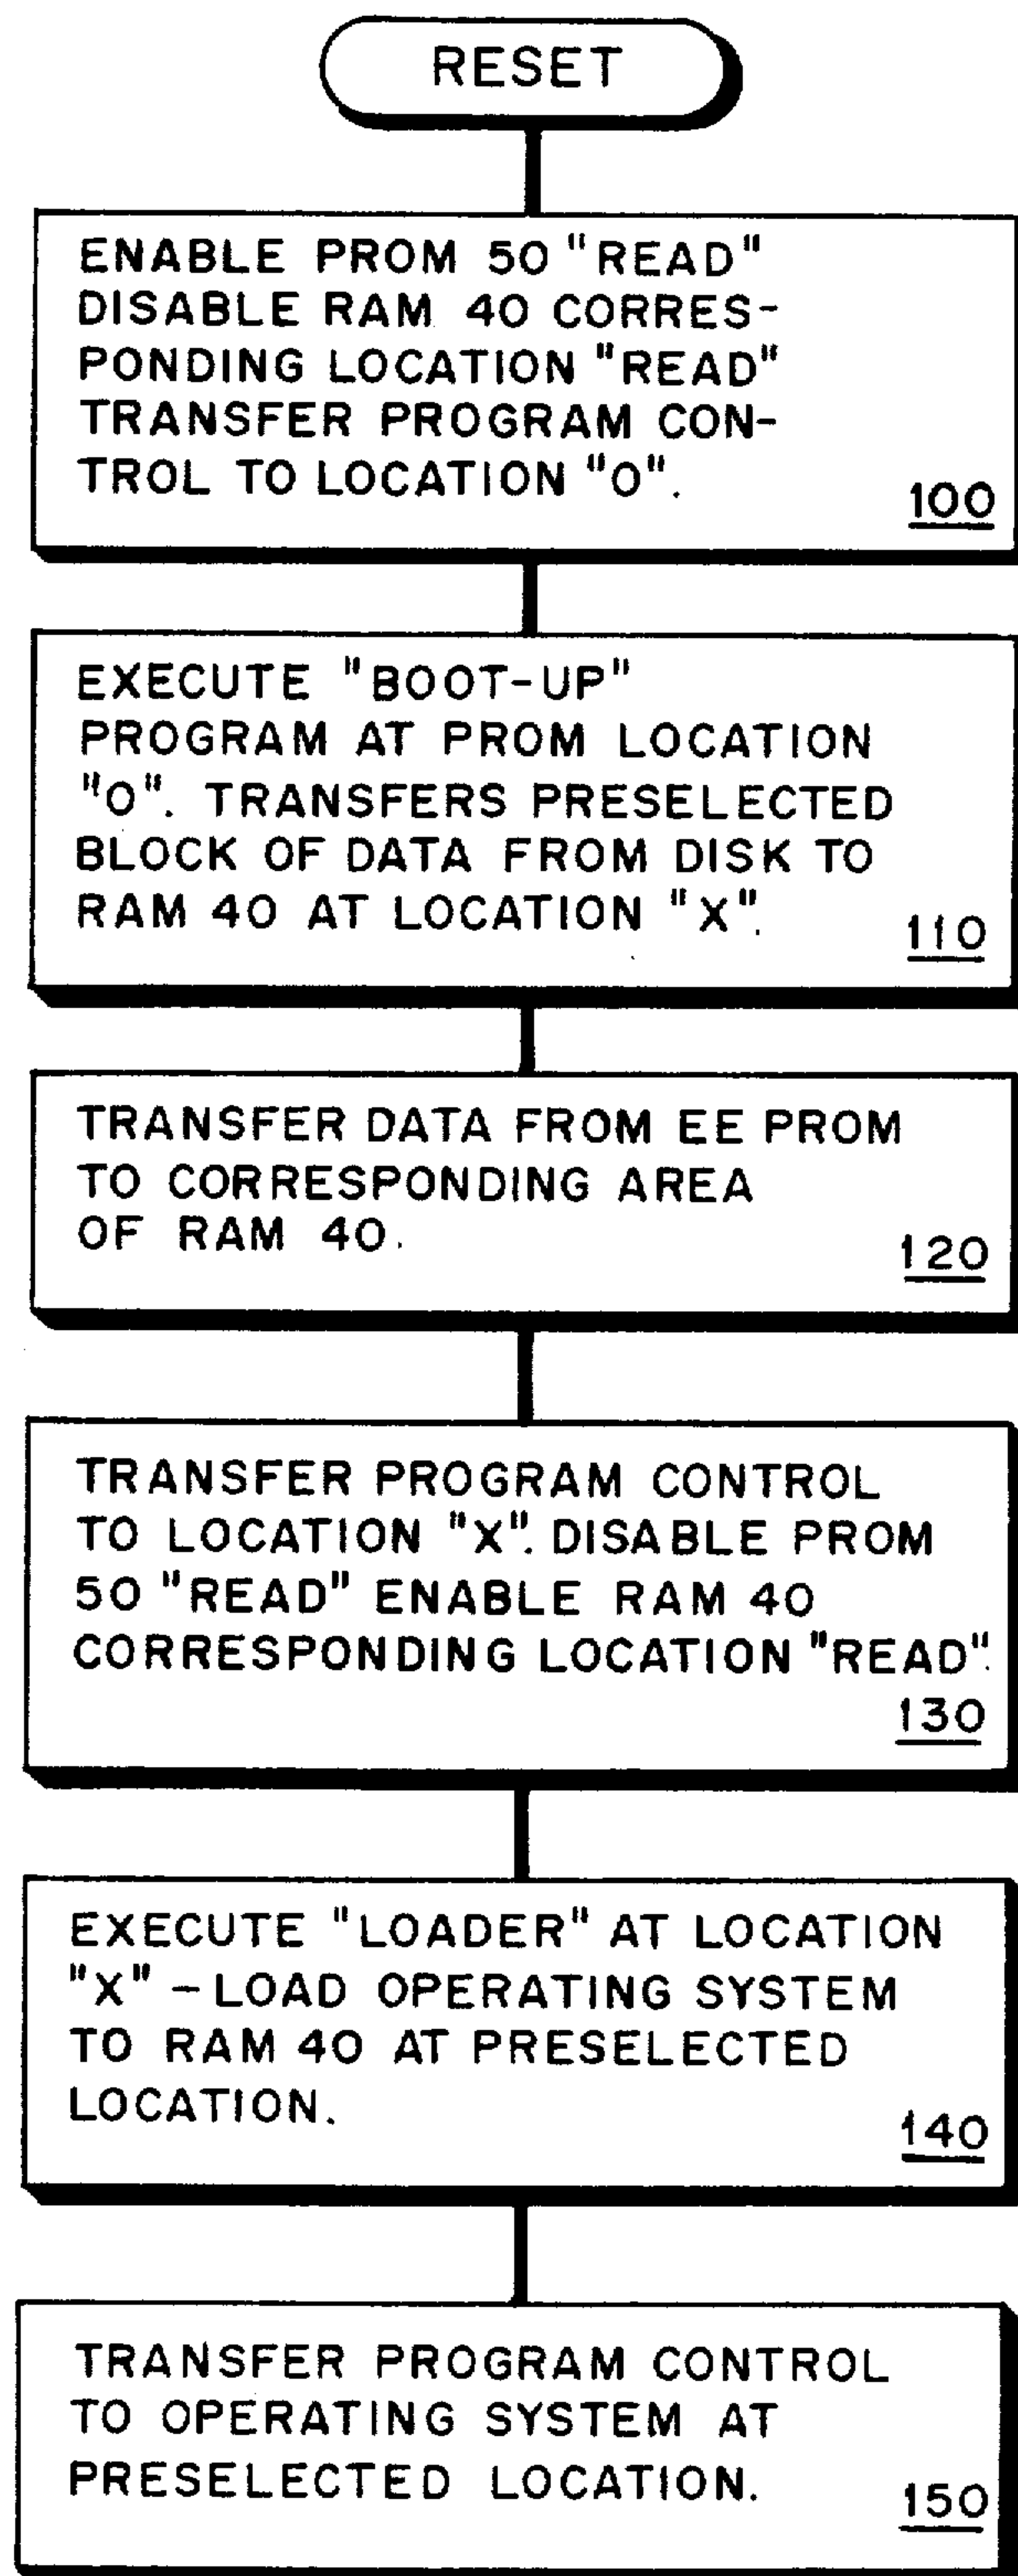 RESET
ENABLE PROM 50 "READ"
DISABLE RAM 40 CORRES-
PONDING LOCATION "READ"
TRANSFER PROGRAM CON-
TROL TO LOCATION "O".
100
EXECUTE "BOOT-UP"
PROGRAM AT PROM LOCATION
"O". TRANSFERS PRESELECTED
BLOCK OF DATA FROM DISK TO
RAM 40 AT LOCATION "X".
110
TRANSFER DATA FROM EE PROM
TO CORRESPONDING AREA
OF RAM 40.
120
TRANSFER PROGRAM CONTROL
TO LOCATION "X". DISABLE PROM
50 "READ" ENABLE RAM 40
CORRESPONDING LOCATION "READ".
130
EXECUTE "LOADER" AT LOCATION
"X" – LOAD OPERATING SYSTEM
TO RAM 40 AT PRESELECTED
LOCATION.
140
TRANSFER PROGRAM CONTROL
TO OPERATING SYSTEM AT
PRESELECTED LOCATION.
150